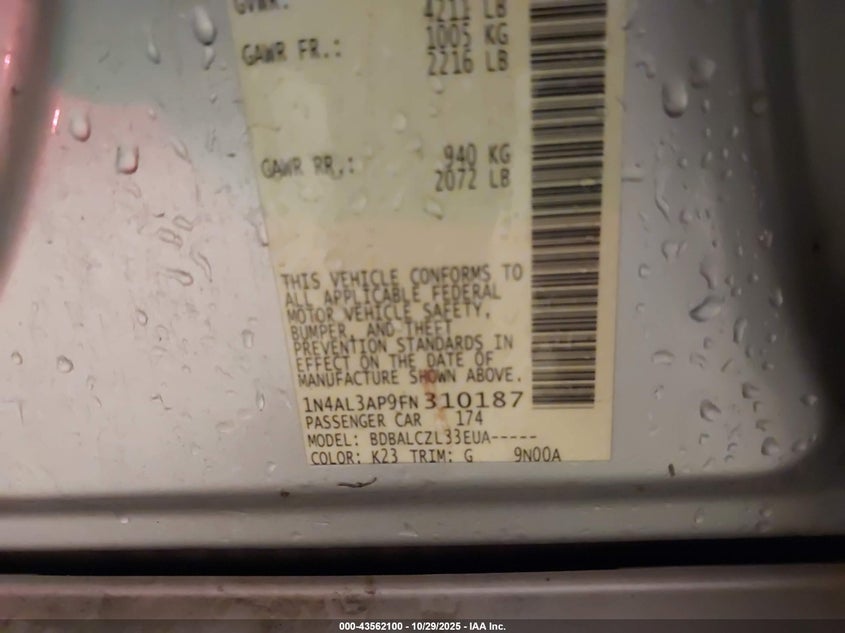 GVWR: 4211 LB
GAWR FR.: 1005 KG
2216 LB
GAWR RR.: 940 KG
2072 LB
THIS VEHICLE CONFORMS TO
ALL APPLICABLE FEDERAL
MOTOR VEHICLE SAFETY,
BUMPER, AND THEFT
PREVENTION STANDARDS IN
EFFECT ON THE DATE OF
MANUFACTURE SHOWN ABOVE.
1N4AL3AP9FN310187
PASSENGER CAR 174
MODEL: BDBALCZL33EUA-----
COLOR: K23 TRIM: G 9N00A
000-43562100 - 10/29/2025 - IAA Inc.